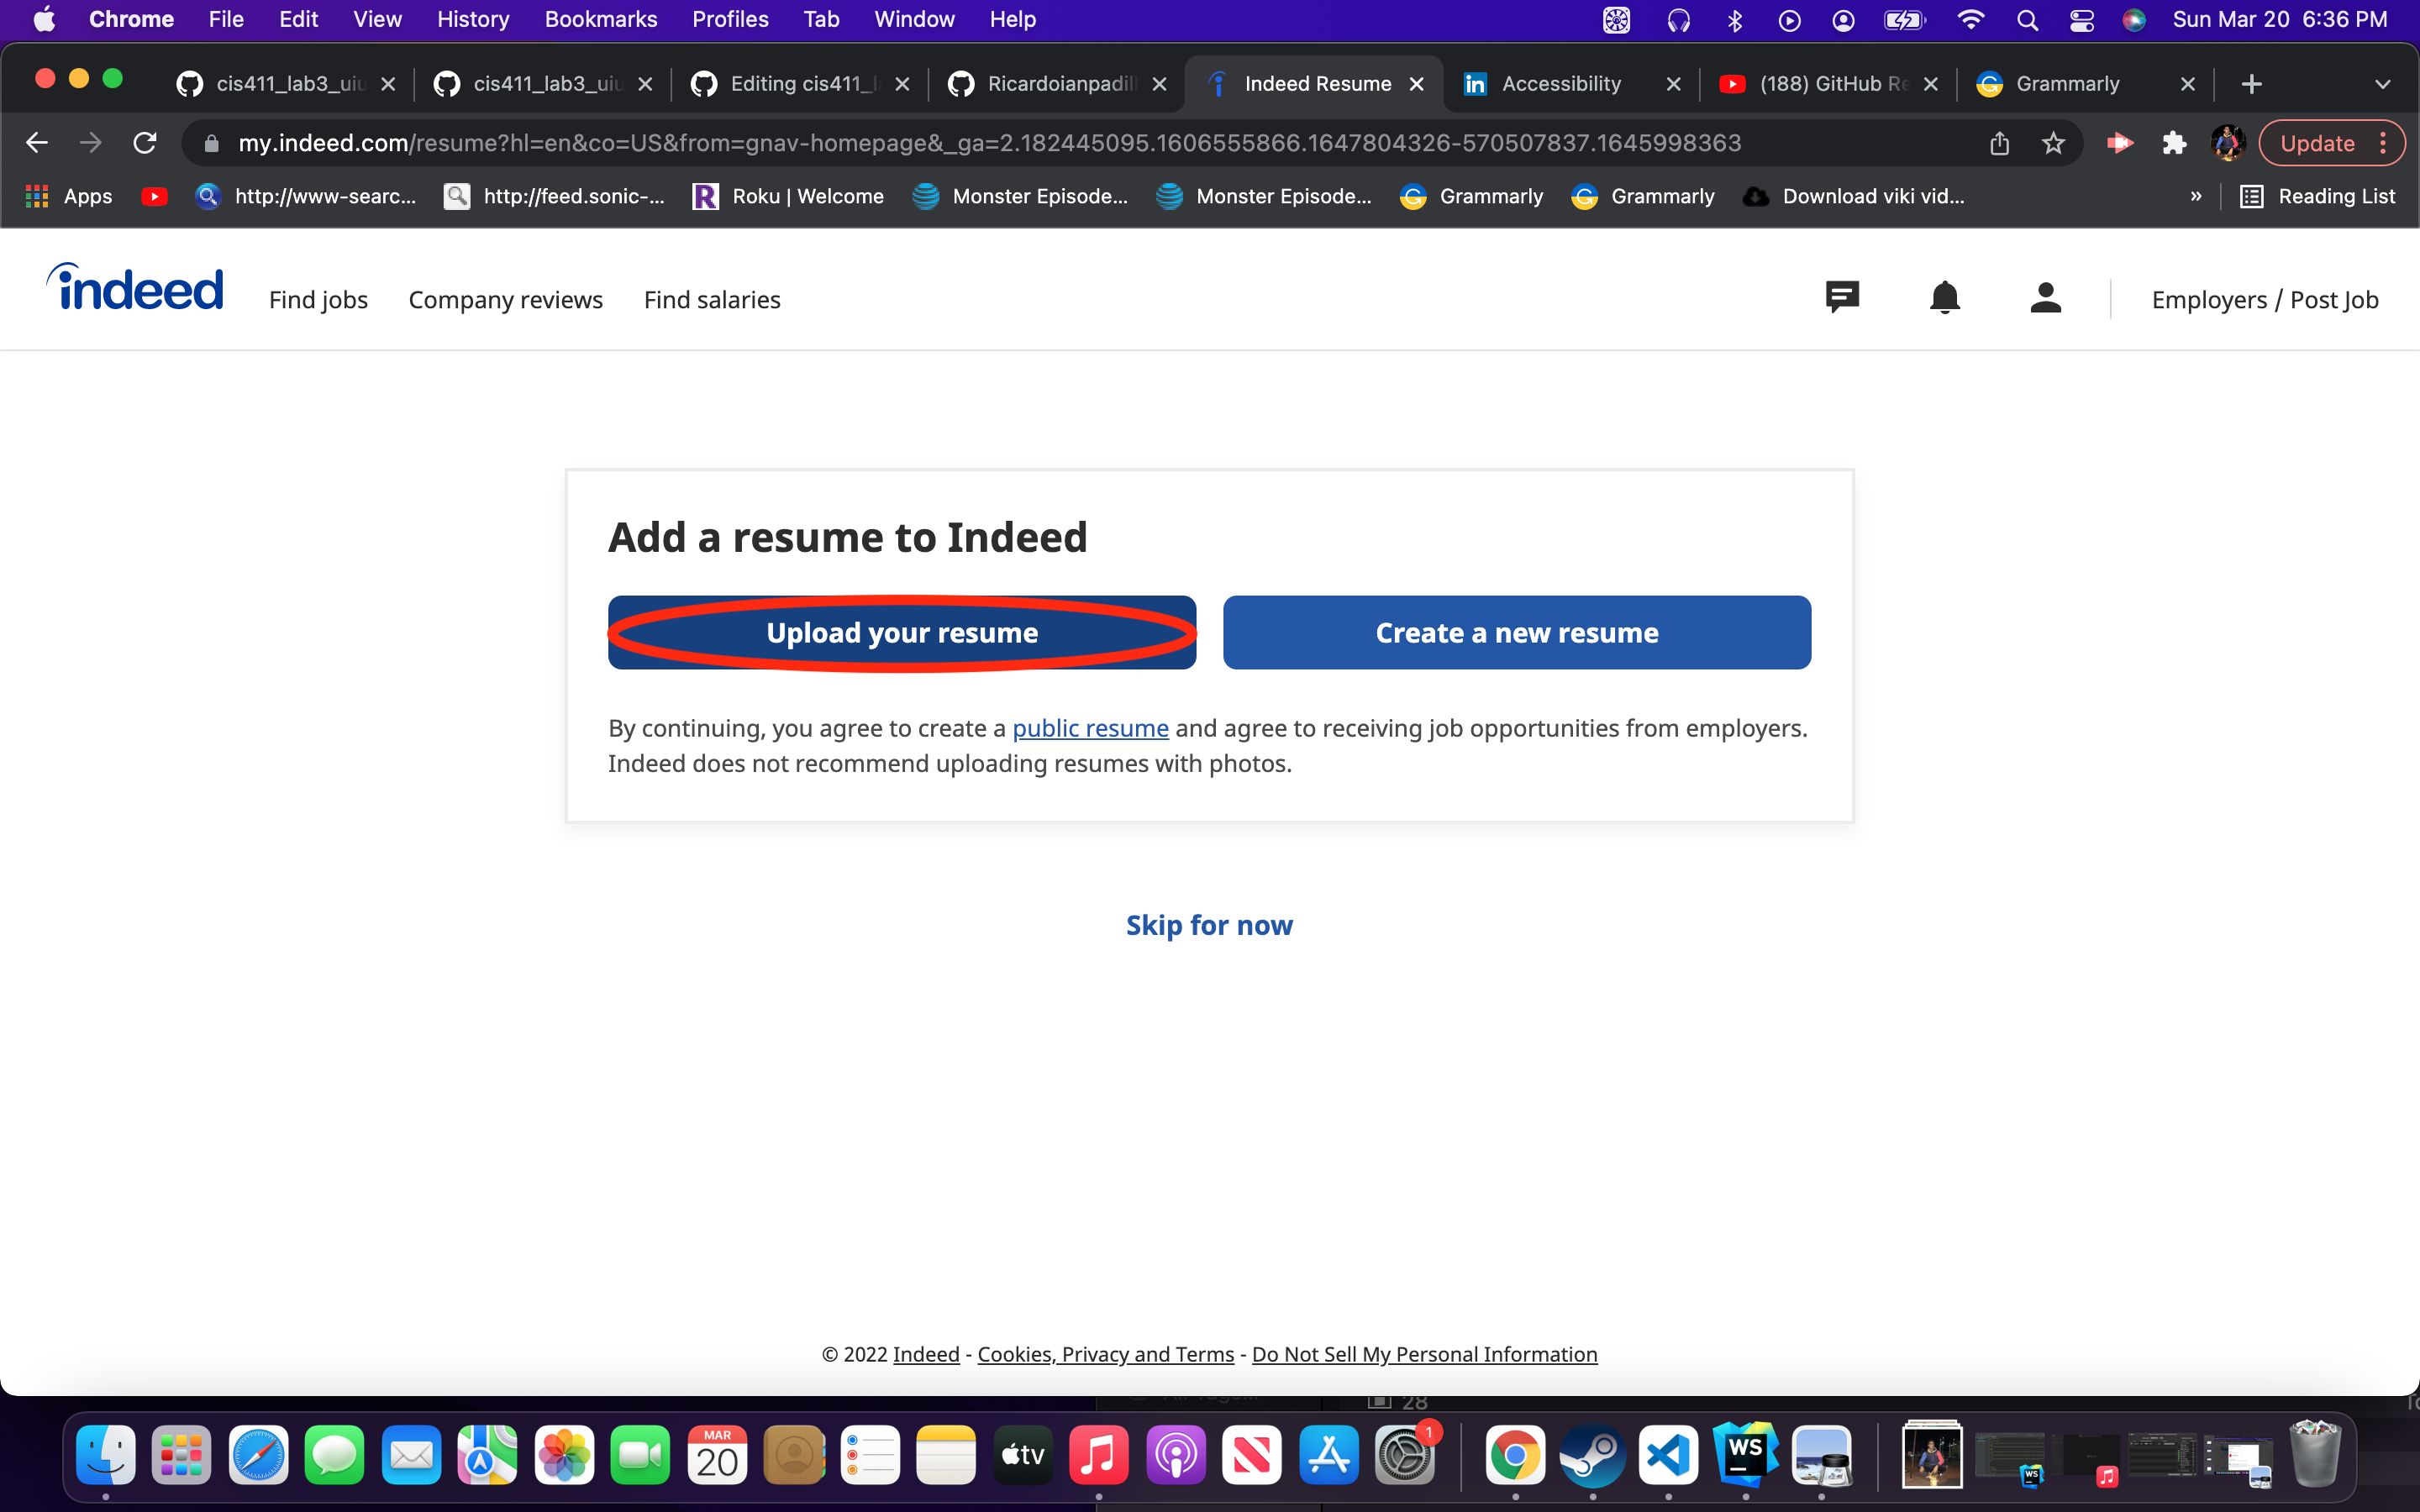 Chrome File Edit View History Bookmarks Profiles Tab Window Help Sun Mar 20 6:36 PM
cis411_lab3_uiu cis411_lab3_uiu Editing cis411_l Ricardoianpadill Indeed Resume Accessibility (188) GitHub Re Grammarly
my.indeed.com/resume?hl=en&co=US&from=gnav-homepage&_ga=2.182445095.1606555866.1647804326-570507837.1645998363 Update
Apps http://www-searc... http://feed.sonic-... Roku | Welcome Monster Episode... Monster Episode... Grammarly Grammarly Download viki vid... » Reading List
indeed Find jobs Company reviews Find salaries Employers / Post Job
Add a resume to Indeed
Upload your resume Create a new resume
By continuing, you agree to create a public resume and agree to receiving job opportunities from employers.
Indeed does not recommend uploading resumes with photos.
Skip for now
© 2022 Indeed - Cookies, Privacy and Terms - Do Not Sell My Personal Information
28
MAR
20
tv
1
WS